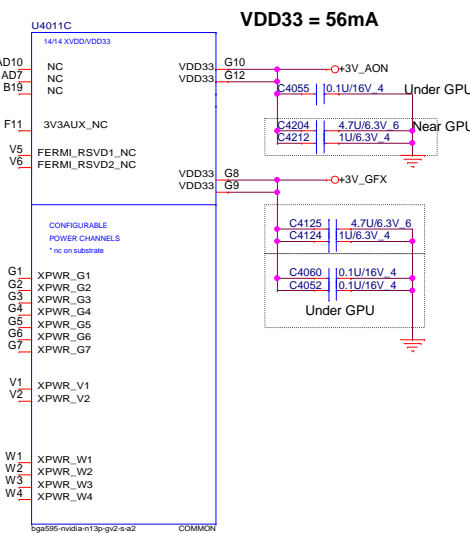 VDD33 = 56mA
U4011C
14/14 XVDD/VDD33
AD10 NC VDD33 G10 +3V_AON
AD7 NC VDD33 G12
B19 NC C4055 0.1U/16V_4 Under GPU
F11 3V3AUX_NC C4204 4.7U/6.3V_6 Near GPU
C4212 1U/6.3V_4
V5 FERMI_RSVD1_NC
V6 FERMI_RSVD2_NC
VDD33 G8 +3V_GFX
VDD33 G9
CONFIGURABLE
POWER CHANNELS
* nc on substrate
C4125 4.7U/6.3V_6
C4124 1U/6.3V_4
G1 XPWR_G1 C4060 0.1U/16V_4
G2 XPWR_G2 C4052 0.1U/16V_4
G3 XPWR_G3
G4 XPWR_G4 Under GPU
G5 XPWR_G5
G6 XPWR_G6
G7 XPWR_G7
V1 XPWR_V1
V2 XPWR_V2
W1 XPWR_W1
W2 XPWR_W2
W3 XPWR_W3
W4 XPWR_W4
bga595-nvidia-n13p-gv2-s-a2 COMMON